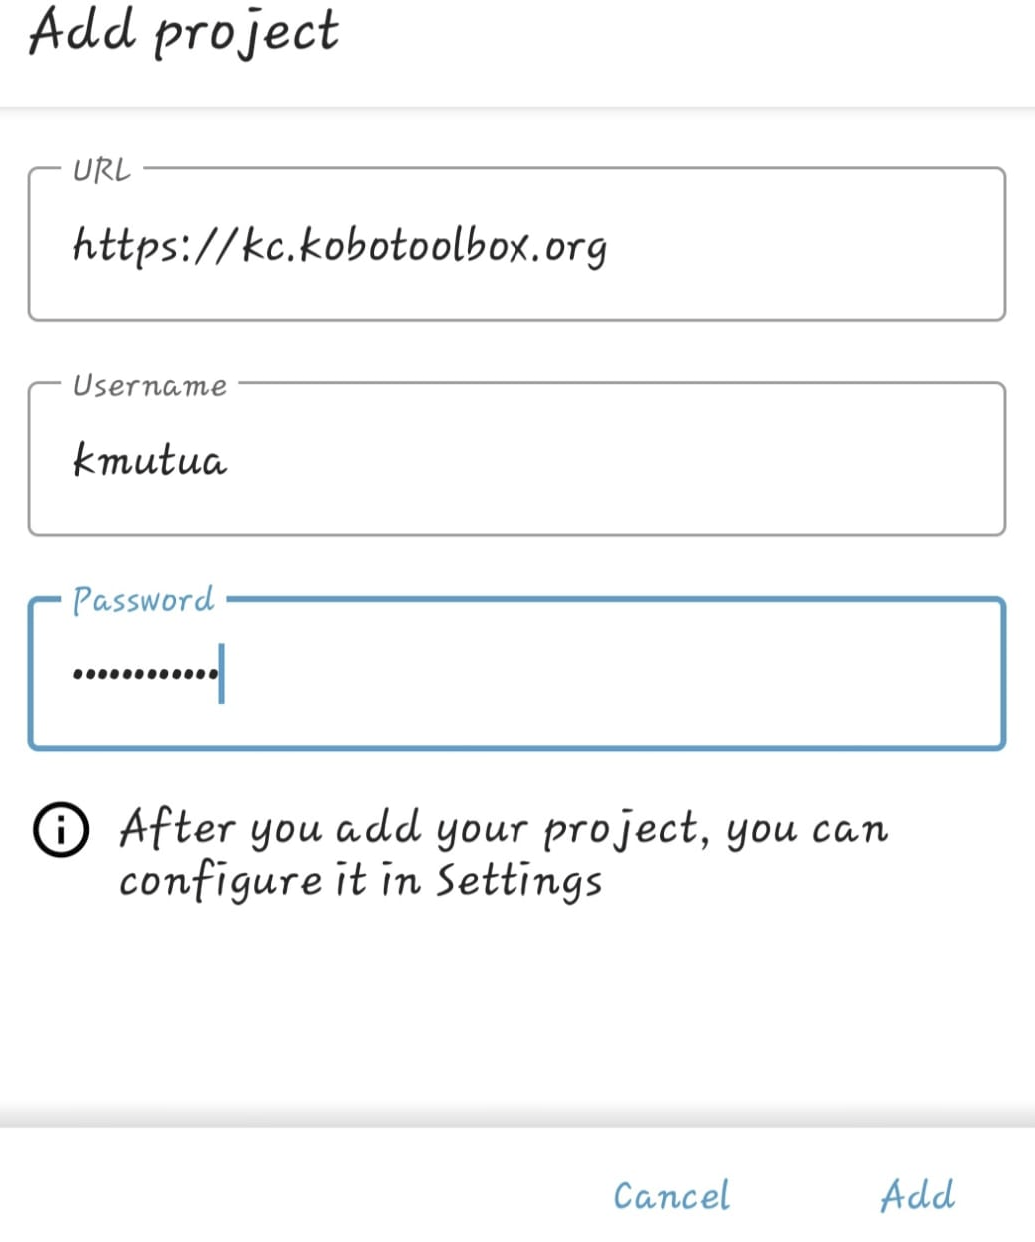 Add project
URL
https://kc.kobotoolbox.org
Username
kmutua
Password
••••••••••••
After you add your project, you can
configure it in Settings
Cancel Add